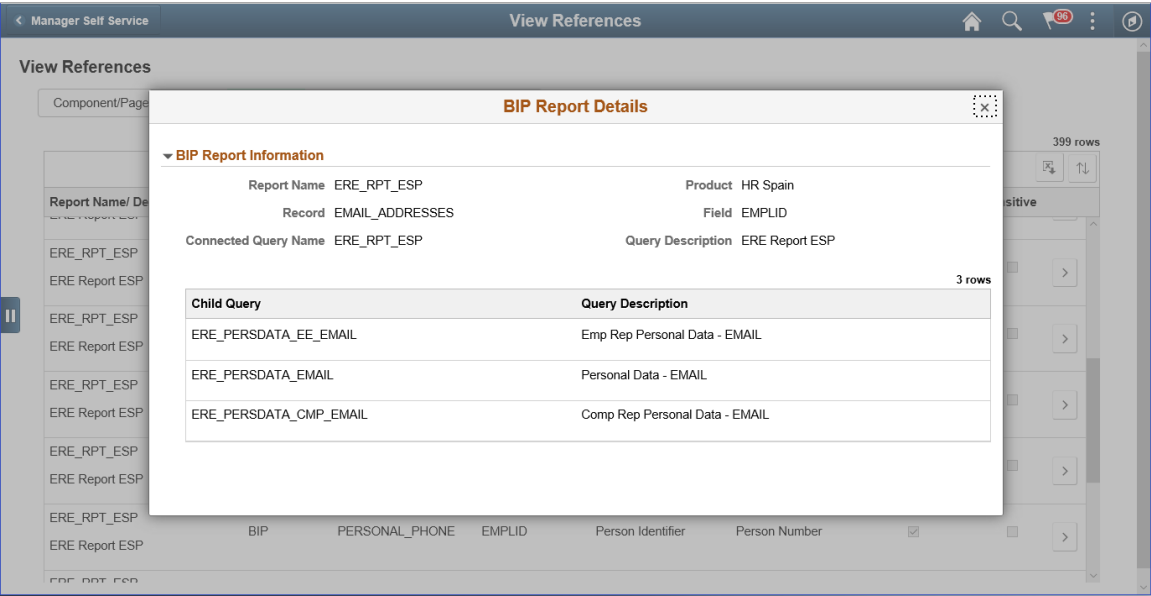 Manager Self Service
View References
96
View References
Component/Page
399 rows
Report Name/ De
sitive
ERE_RPT_ESP
ERE Report ESP
ERE_RPT_ESP
ERE Report ESP
ERE_RPT_ESP
ERE Report ESP
ERE_RPT_ESP
ERE Report ESP
ERE_RPT_ESP
ERE Report ESP
BIP PERSONAL_PHONE EMPLID Person Identifier Person Number
BIP Report Details
BIP Report Information
Report Name ERE_RPT_ESP Product HR Spain
Record EMAIL_ADDRESSES Field EMPLID
Connected Query Name ERE_RPT_ESP Query Description ERE Report ESP
3 rows
Child Query Query Description
ERE_PERSDATA_EE_EMAIL Emp Rep Personal Data - EMAIL
ERE_PERSDATA_EMAIL Personal Data - EMAIL
ERE_PERSDATA_CMP_EMAIL Comp Rep Personal Data - EMAIL